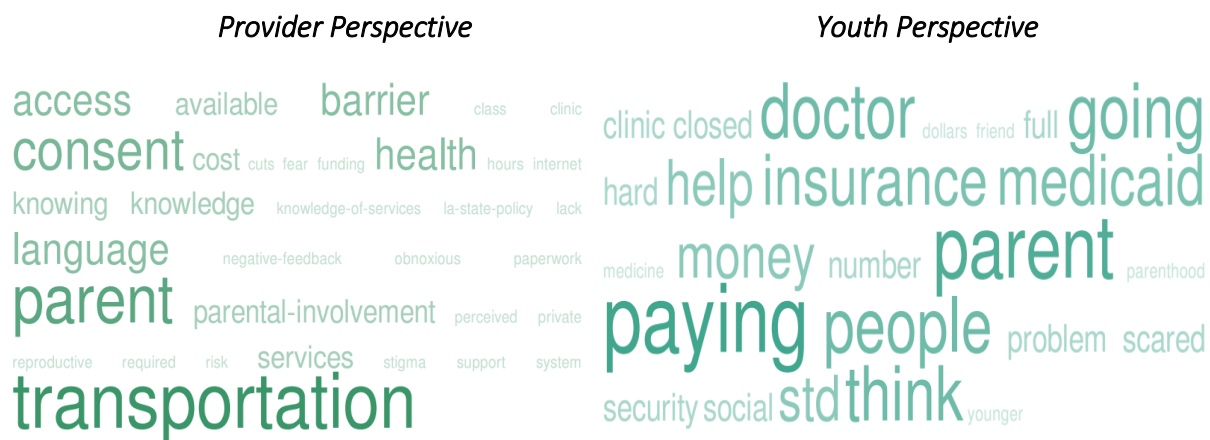 Provider Perspective
access available barrier class clinic
consent cost cuts fear funding health hours internet
knowing knowledge knowledge-of-services la-state-policy lack
language negative-feedback obnoxious paperwork
parent parental-involvement perceived private
reproductive required risk services stigma support system
transportation
Youth Perspective
clinic closed doctor dollars friend full going
hard help insurance medicaid
medicine money number parent parenthood
paying people problem scared
security social std think younger